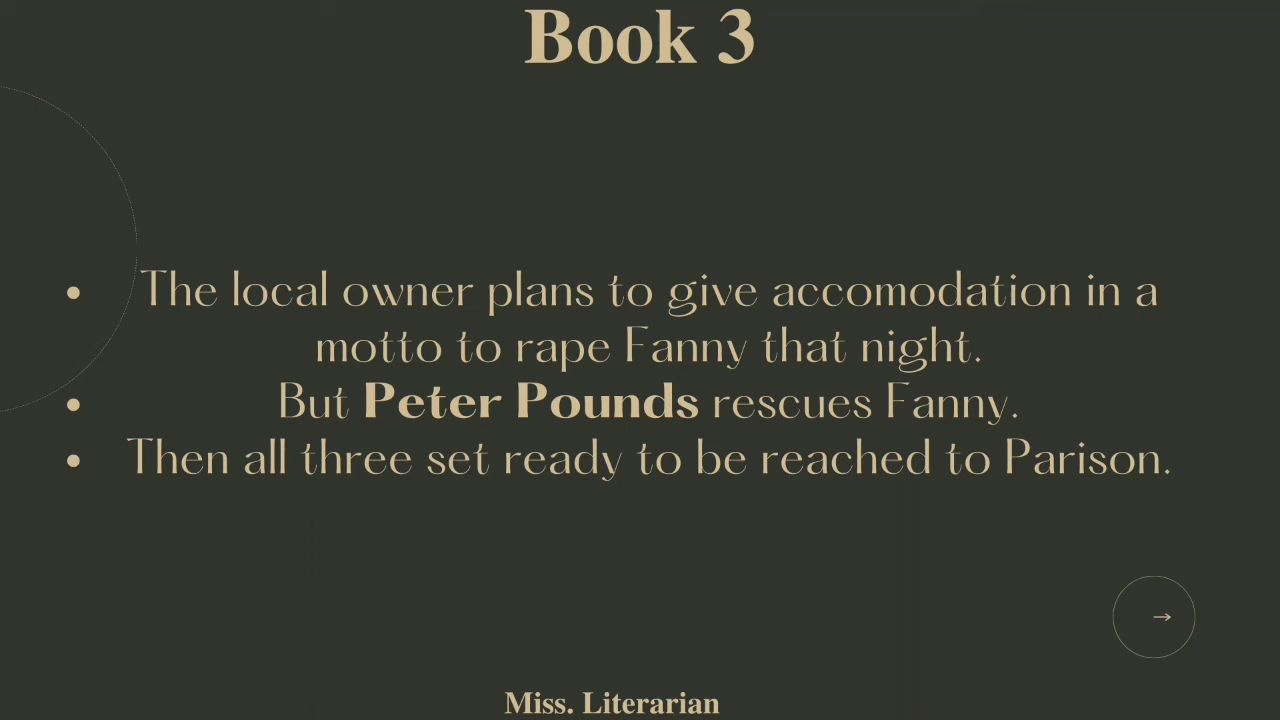 Book 3
• The local owner plans to give accomodation in a
motto to rape Fanny that night.
• But Peter Pounds rescues Fanny.
• Then all three set ready to be reached to Parison.
→
Miss. Literarian